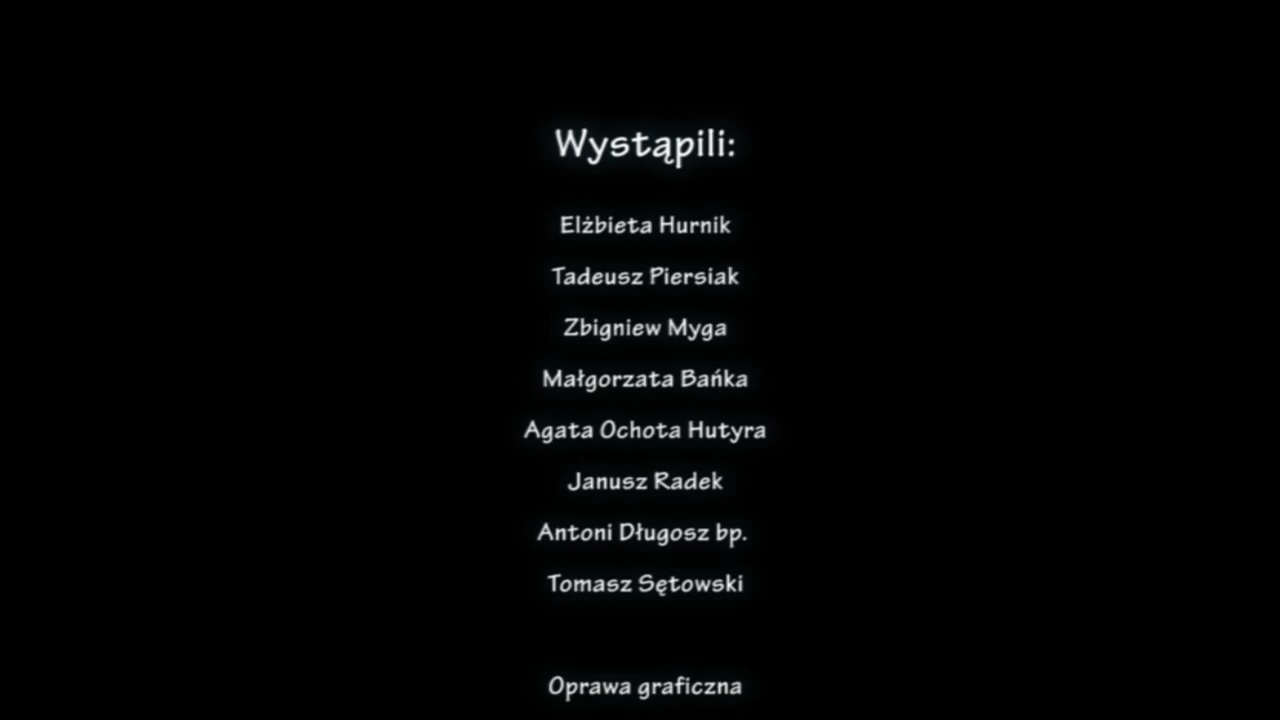 Wystąpili:
Elżbieta Hurnik
Tadeusz Piersiak
Zbigniew Myga
Małgorzata Bańka
Agata Ochota Hutyra
Janusz Radek
Antoni Długosz bp.
Tomasz Sętowski
Oprawa graficzna